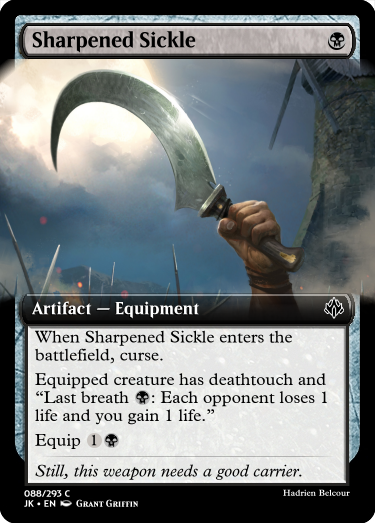 Sharpened Sickle
Artifact — Equipment
When Sharpened Sickle enters the
battlefield, curse.
Equipped creature has deathtouch and
“Last breath : Each opponent loses 1
life and you gain 1 life.”
Equip 1
Still, this weapon needs a good carrier.
088/293 C
Hadrien Belcour
JK • EN Grant Griffin